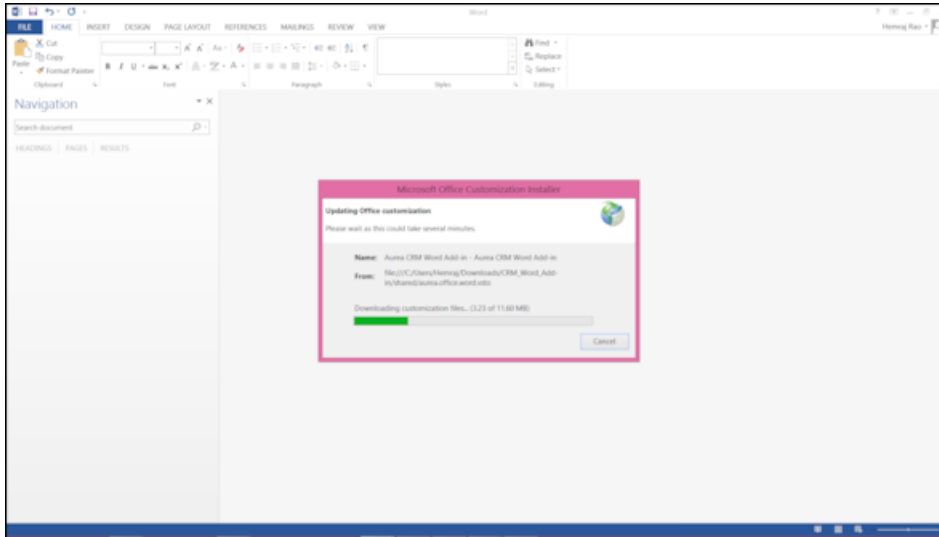 Word
FILE HOME INSERT DESIGN PAGE LAYOUT REFERENCES MAILINGS REVIEW VIEW
Hemraj Rao
Paste
Cut
Copy
Format Painter
Find
Replace
Select
Clipboard Font Paragraph Styles Editing
Navigation
Search document
HEADINGS PAGES RESULTS
Microsoft Office Customization Installer
Updating Office customization
Please wait as this could take several minutes.
Name: Aurea CRM Word Add-in - Aurea CRM Word Add-in
From: file:///C:/Users/Hemraj/Downloads/CRM_Word_Add-
in/shared/aurea.office.word.vsto
Downloading customization files.. (3.23 of 11.60 MB)
Cancel